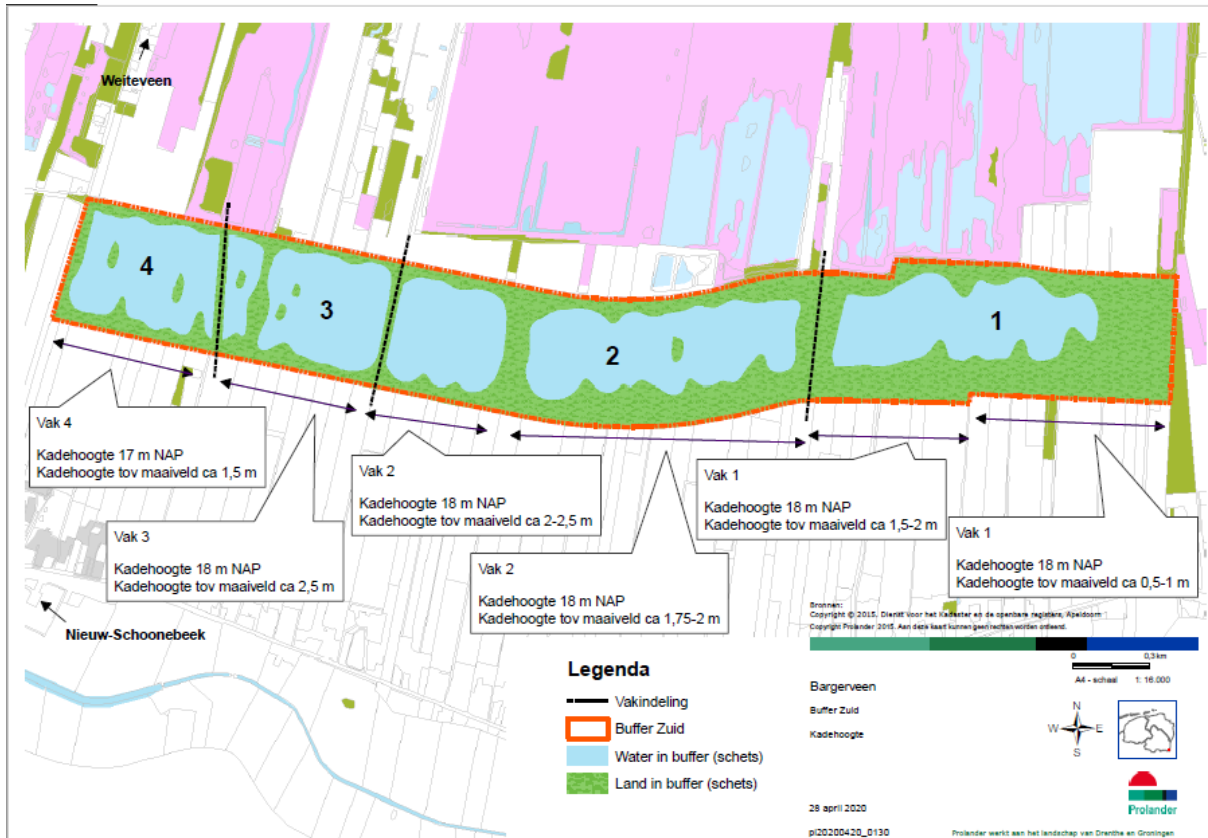 Weiteveen
4
3
2
1
Vak 4
Kadehoogte 17 m NAP
Kadehoogte tov maaiveld ca 1,5 m
Vak 3
Kadehoogte 18 m NAP
Kadehoogte tov maaiveld ca 2,5 m
Vak 2
Kadehoogte 18 m NAP
Kadehoogte tov maaiveld ca 2-2,5 m
Vak 2
Kadehoogte 18 m NAP
Kadehoogte tov maaiveld ca 1,75-2 m
Vak 1
Kadehoogte 18 m NAP
Kadehoogte tov maaiveld ca 1,5-2 m
Vak 1
Kadehoogte 18 m NAP
Kadehoogte tov maaiveld ca 0,5-1 m
Nieuw-Schoonebeek
Legenda
Vakindeling
Buffer Zuid
Water in buffer (schets)
Land in buffer (schets)
Bronnen:
Copyright © 2015, Dienst voor het Kadaster en de openbare registers, Apeldoorn
Copyright Prolander 2015. Aan deze kaart kunnen geen rechten worden ontleend.
0 0,3 km
A4 - schaal 1: 16.000
Bargerveen
Buffer Zuid
Kadehoogte
N
W E
S
Prolander
28 april 2020
pl20200420_0130
Prolander werkt aan het landschap van Drenthe en Groningen